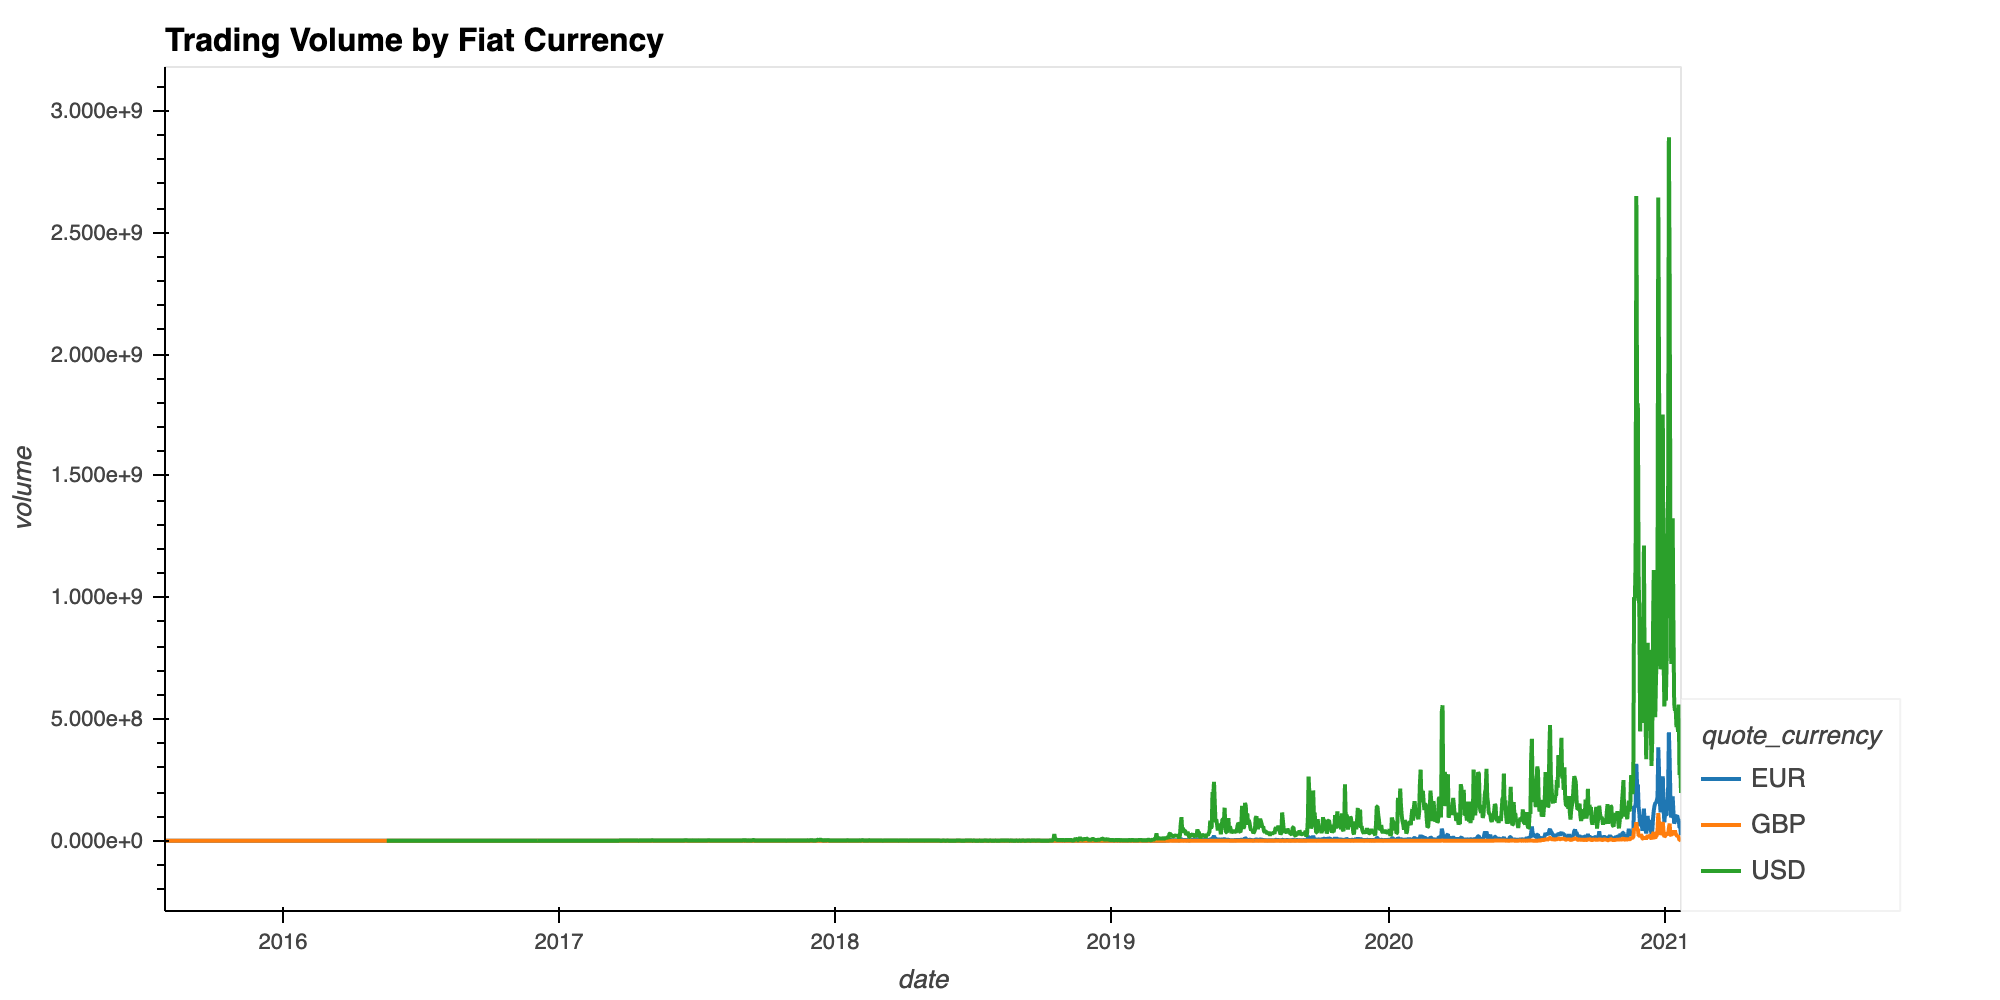 Trading Volume by Fiat Currency
3.000e+9
2.500e+9
2.000e+9
1.500e+9
1.000e+9
5.000e+8
0.000e+0
volume
2016 2017 2018 2019 2020 2021
date
quote_currency
EUR
GBP
USD